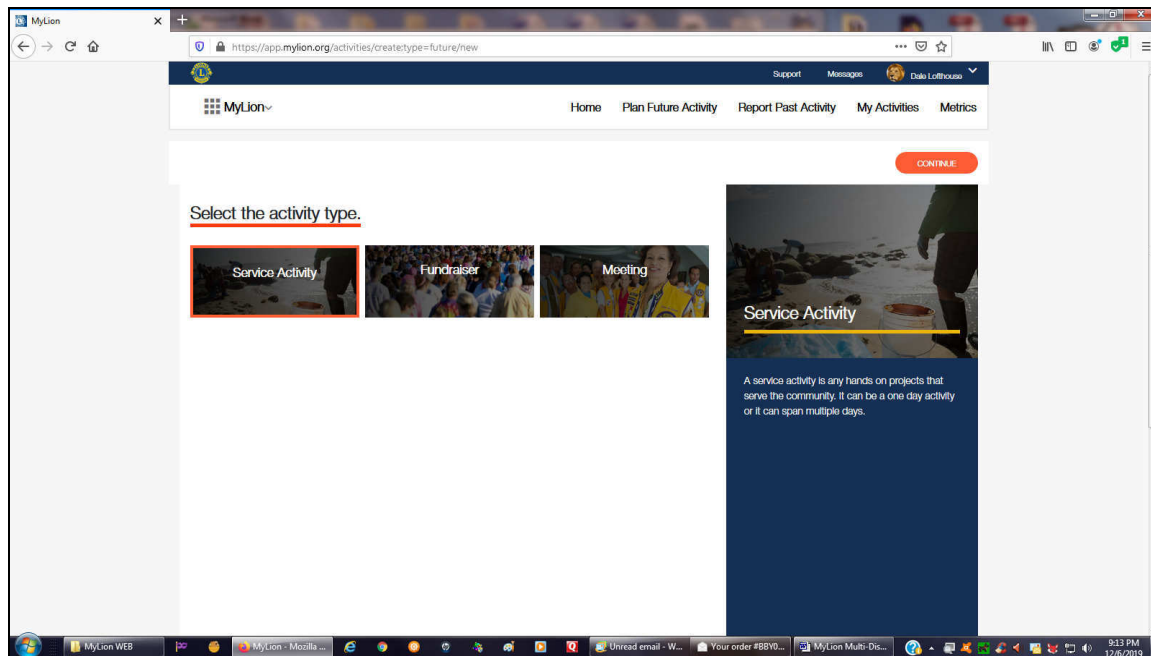 MyLion
https://app.mylion.org/activities/create:type=future/new
Support Messages Dale Lofthouse
MyLion
Home Plan Future Activity Report Past Activity My Activities Metrics
CONTINUE
Select the activity type.
Service Activity Fundraiser Meeting
Service Activity
A service activity is any hands on projects that
serve the community. It can be a one day activity
or it can span multiple days.
MyLion WEB MyLion - Mozilla ... Unread email - W... Your order #BBY0... MyLion Multi-Dis... 9:13 PM
12/6/2019